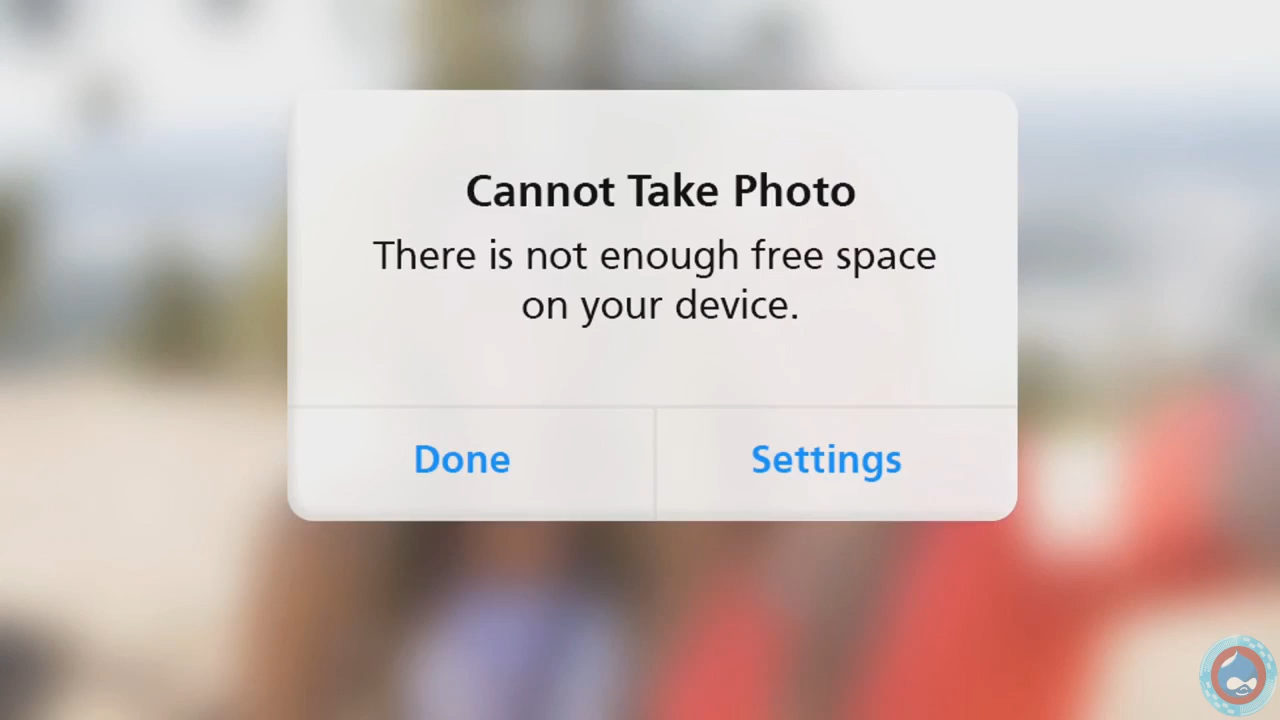 Cannot Take Photo
There is not enough free space
on your device.
Done
Settings